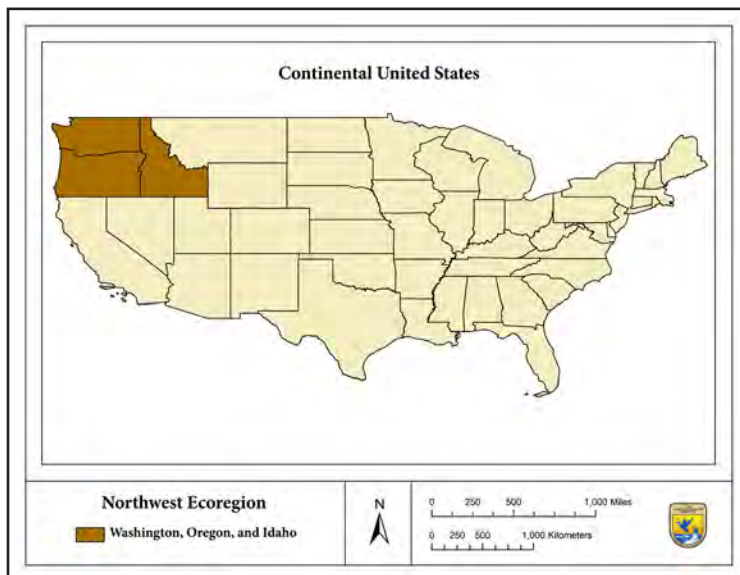 Continental United States
Northwest Ecoregion
Washington, Oregon, and Idaho
N
0 250 500 1,000 Miles
0 250 500 1,000 Kilometers